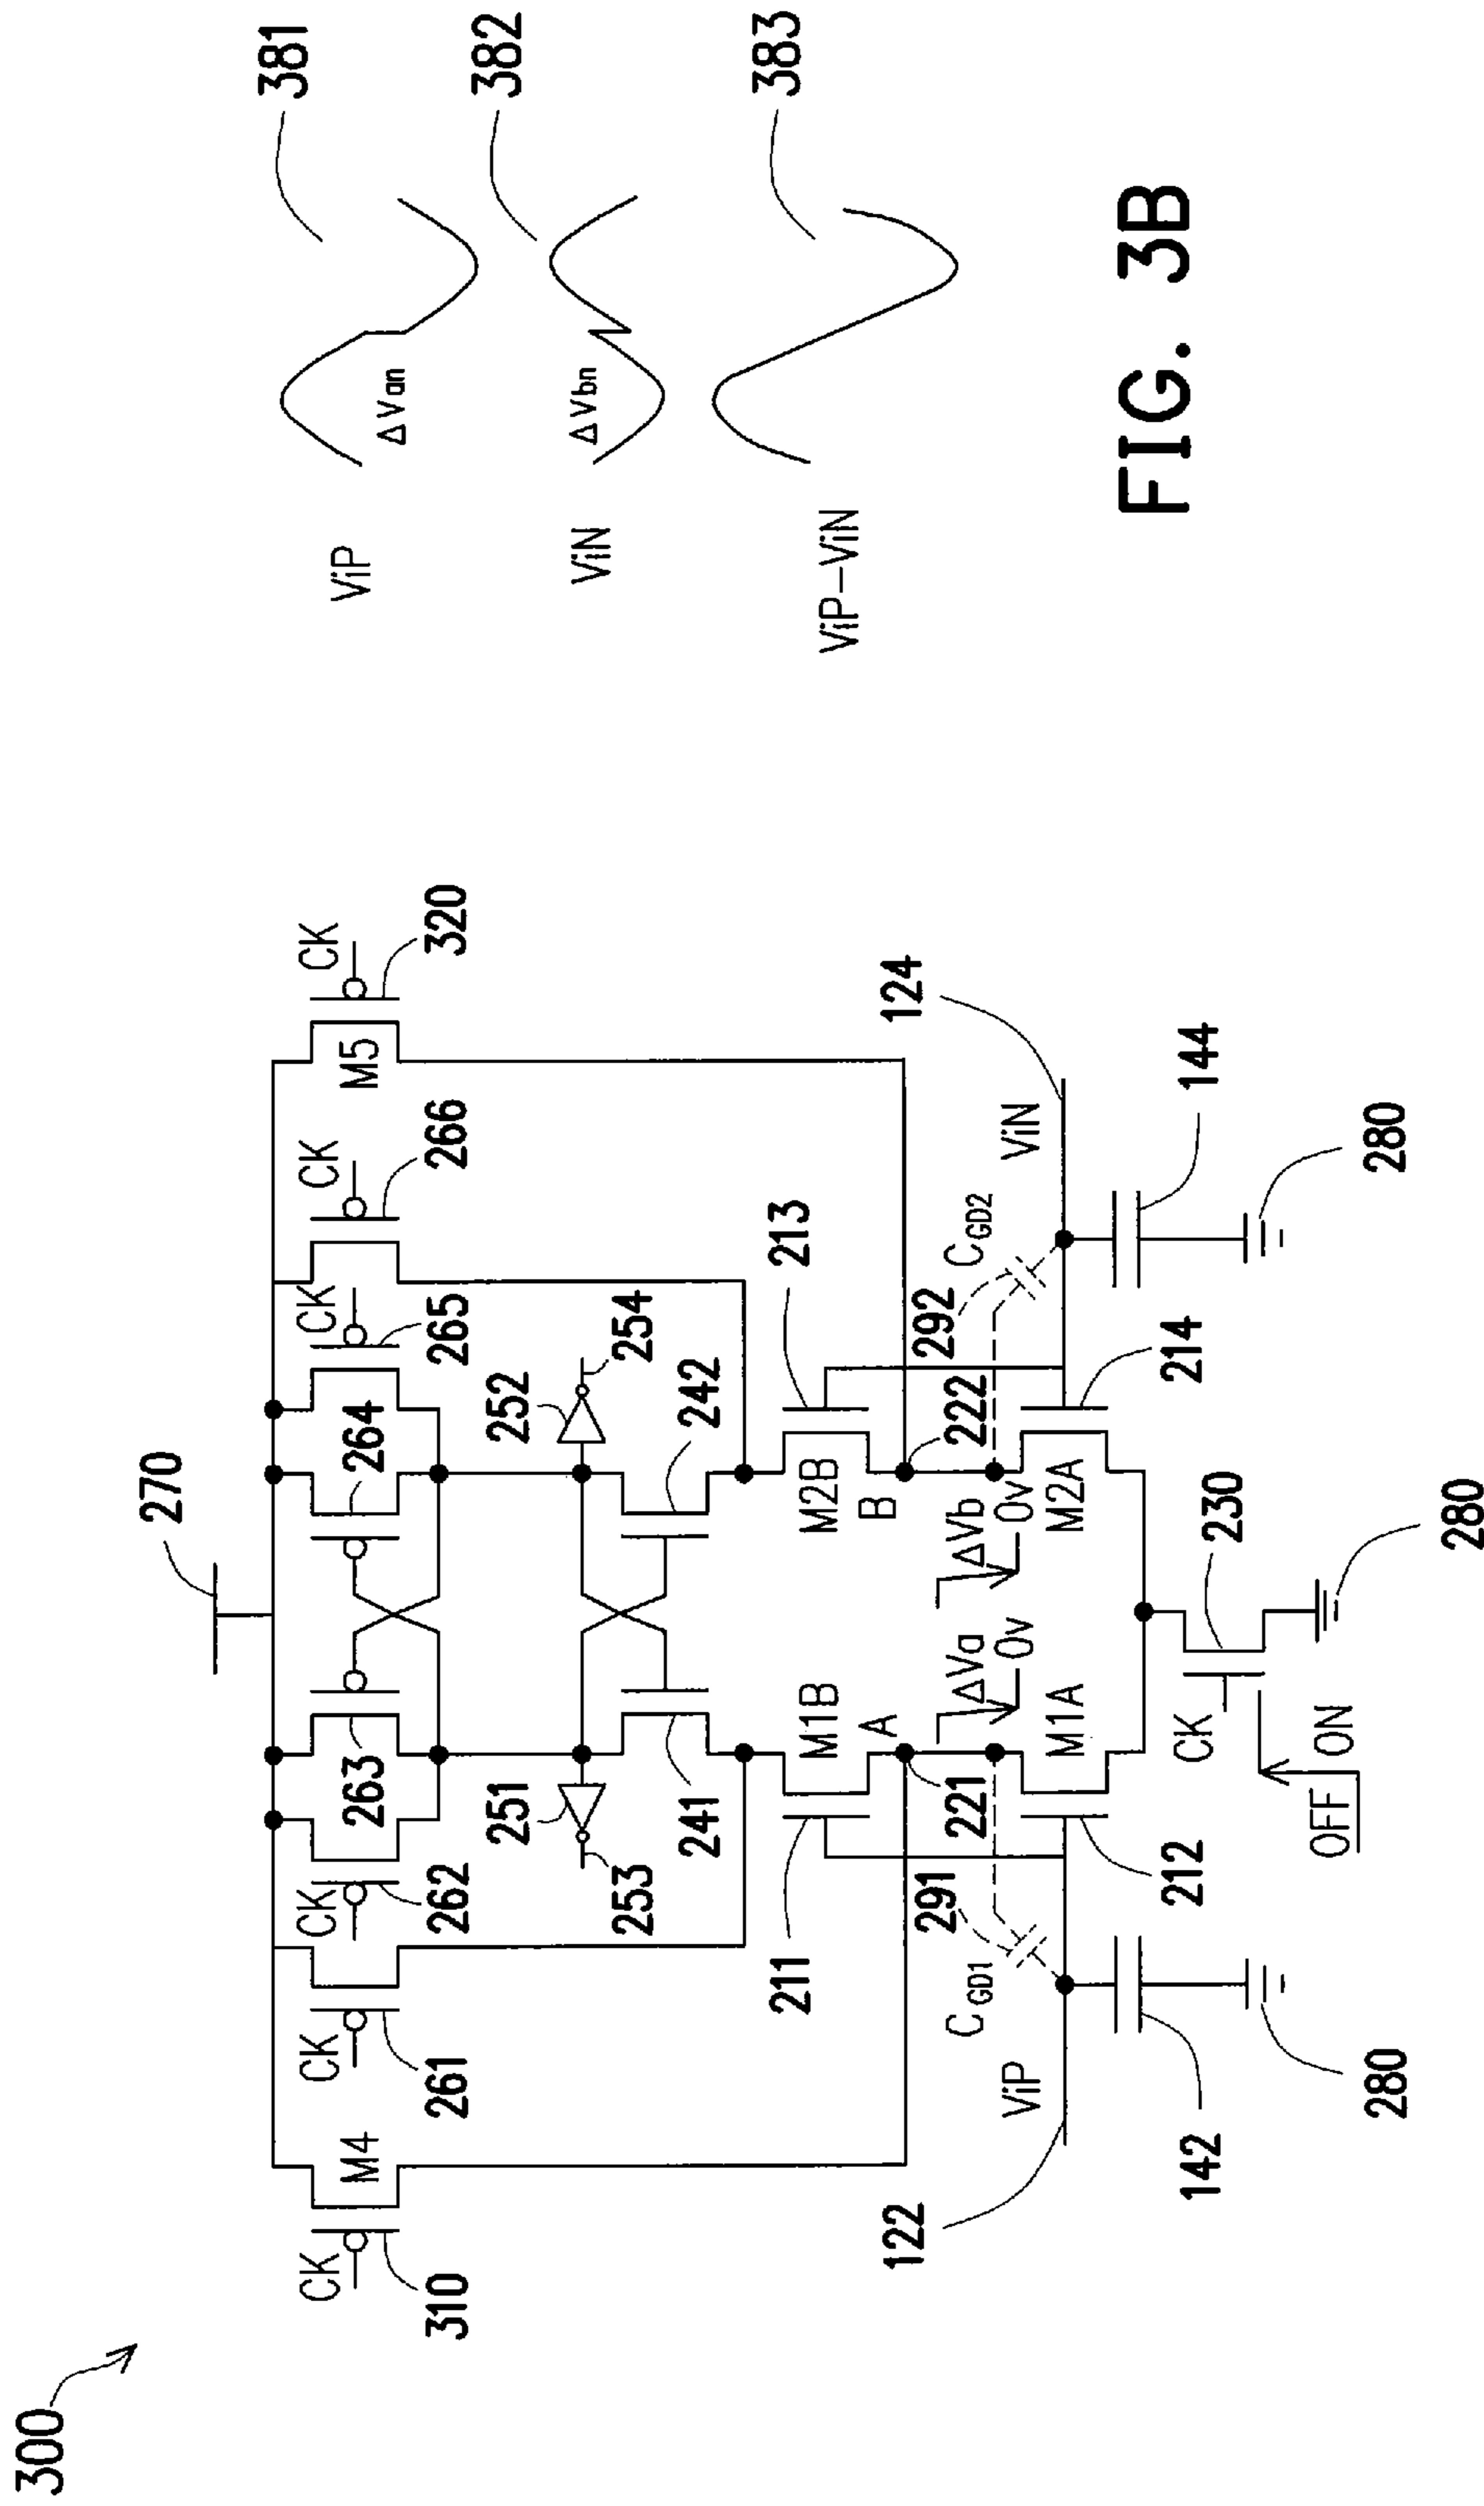 300
270
CK
310
M4
CK
261
CK
262
263
264
CK
265
CK
266
CK
M5
320
251
253
241
252
254
242
211
M1B
A
M2B
B
213
122
ViP
CGD1
291
221
ΔVa
0v
M1A
ΔVb
0v
M2A
222
292
CGD2
ViN
124
142
212
214
144
CK
230
OFF
ON
280
280
280
ViP
ΔVan
381
ViN
ΔVbn
382
ViP-ViN
383
FIG. 3B